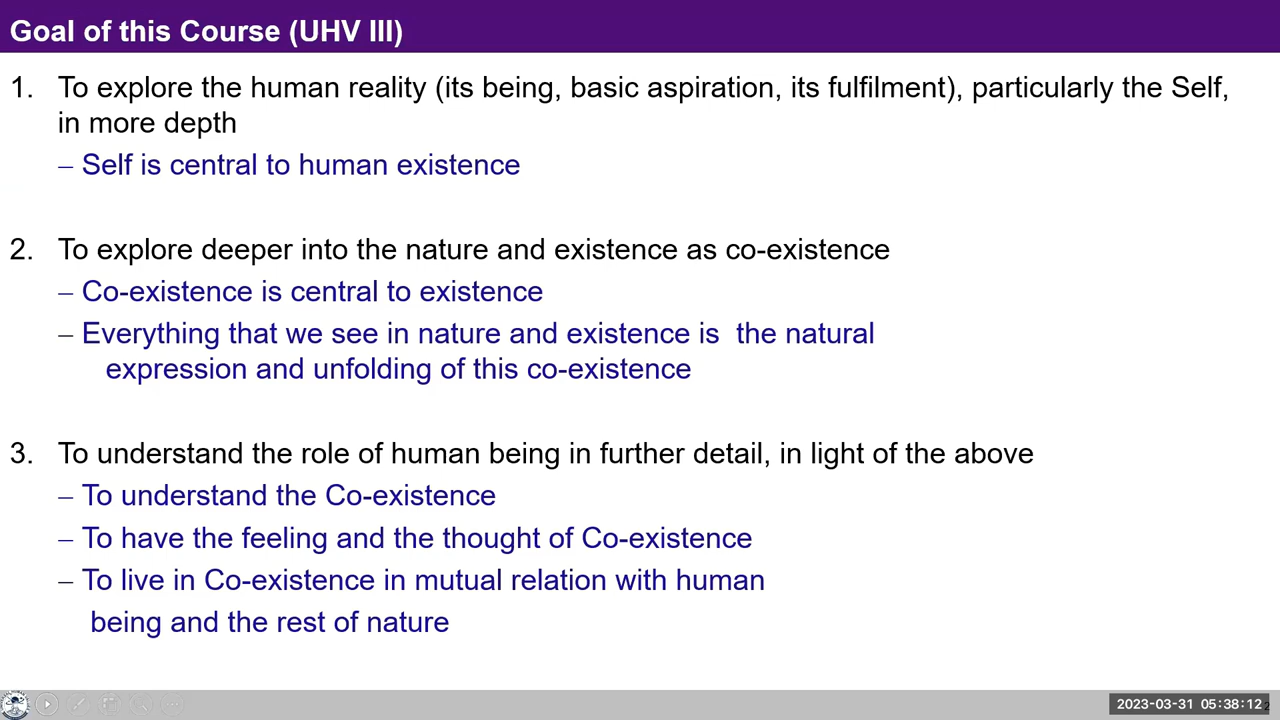 Goal of this Course (UHV III)
1. To explore the human reality (its being, basic aspiration, its fulfilment), particularly the Self,
in more depth
– Self is central to human existence
2. To explore deeper into the nature and existence as co-existence
– Co-existence is central to existence
– Everything that we see in nature and existence is  the natural
expression and unfolding of this co-existence
3. To understand the role of human being in further detail, in light of the above
– To understand the Co-existence
– To have the feeling and the thought of Co-existence
– To live in Co-existence in mutual relation with human
being and the rest of nature
2023-03-31 05:38:12
2